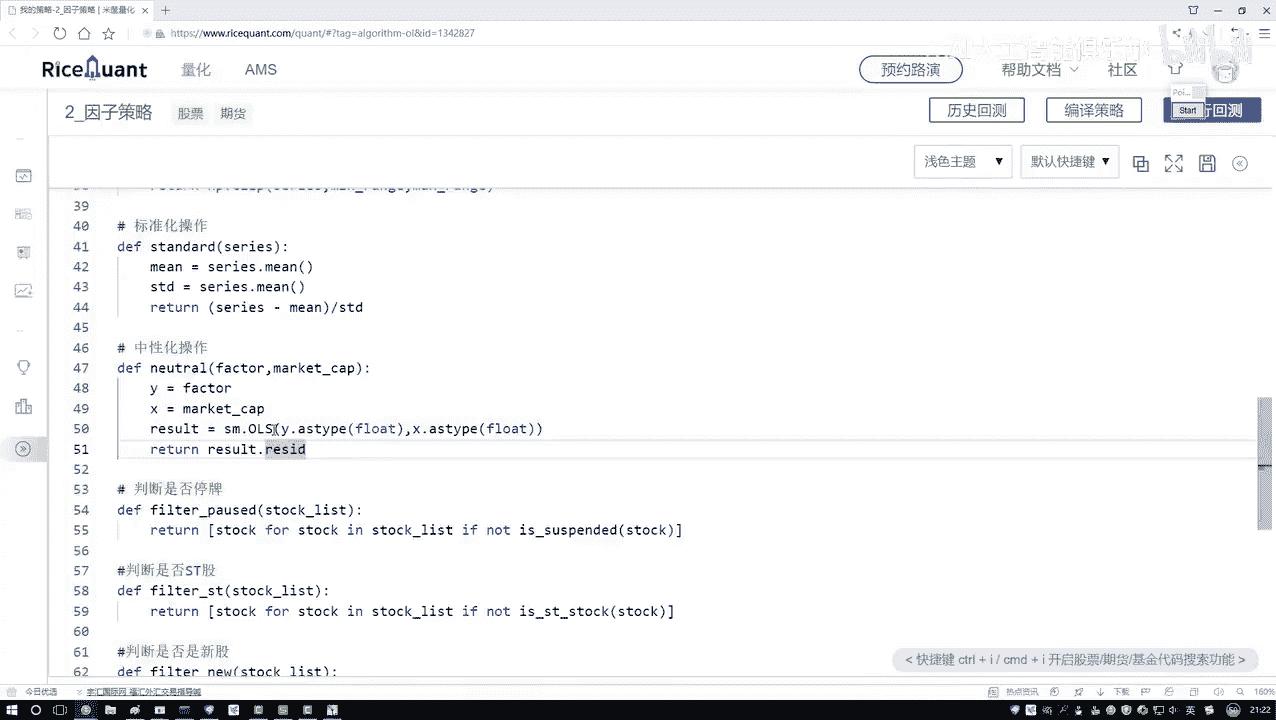 我的策略-2_因子策略 | 米筐量化
https://www.ricequant.com/quant/#?tag=algorithm-ol&id=1342827
RiceQuant 量化 AMS 预约路演 帮助文档 社区
Poi...
Start
2_因子策略 股票 期货 历史回测 编译策略 行回测
浅色主题 默认快捷键
39
40 # 标准化操作
41 def standard(series):
42 mean = series.mean()
43 std = series.mean()
44 return (series - mean)/std
45
46 # 中性化操作
47 def neutral(factor,market_cap):
48 y = factor
49 x = market_cap
50 result = sm.OLS(y.astype(float),x.astype(float))
51 return result.resid
52
53 # 判断是否停牌
54 def filter_paused(stock_list):
55 return [stock for stock in stock_list if not is_suspended(stock)]
56
57 #判断是否ST股
58 def filter_st(stock_list):
59 return [stock for stock in stock_list if not is_st_stock(stock)]
60
61 #判断是否是新股
62 def filter_new(stock_list):
< 快捷键 ctrl + i / cmd + i 开启股票/期货/基金代码搜索功能 >
今日优选 热点资讯 下载 160%
英 21:22